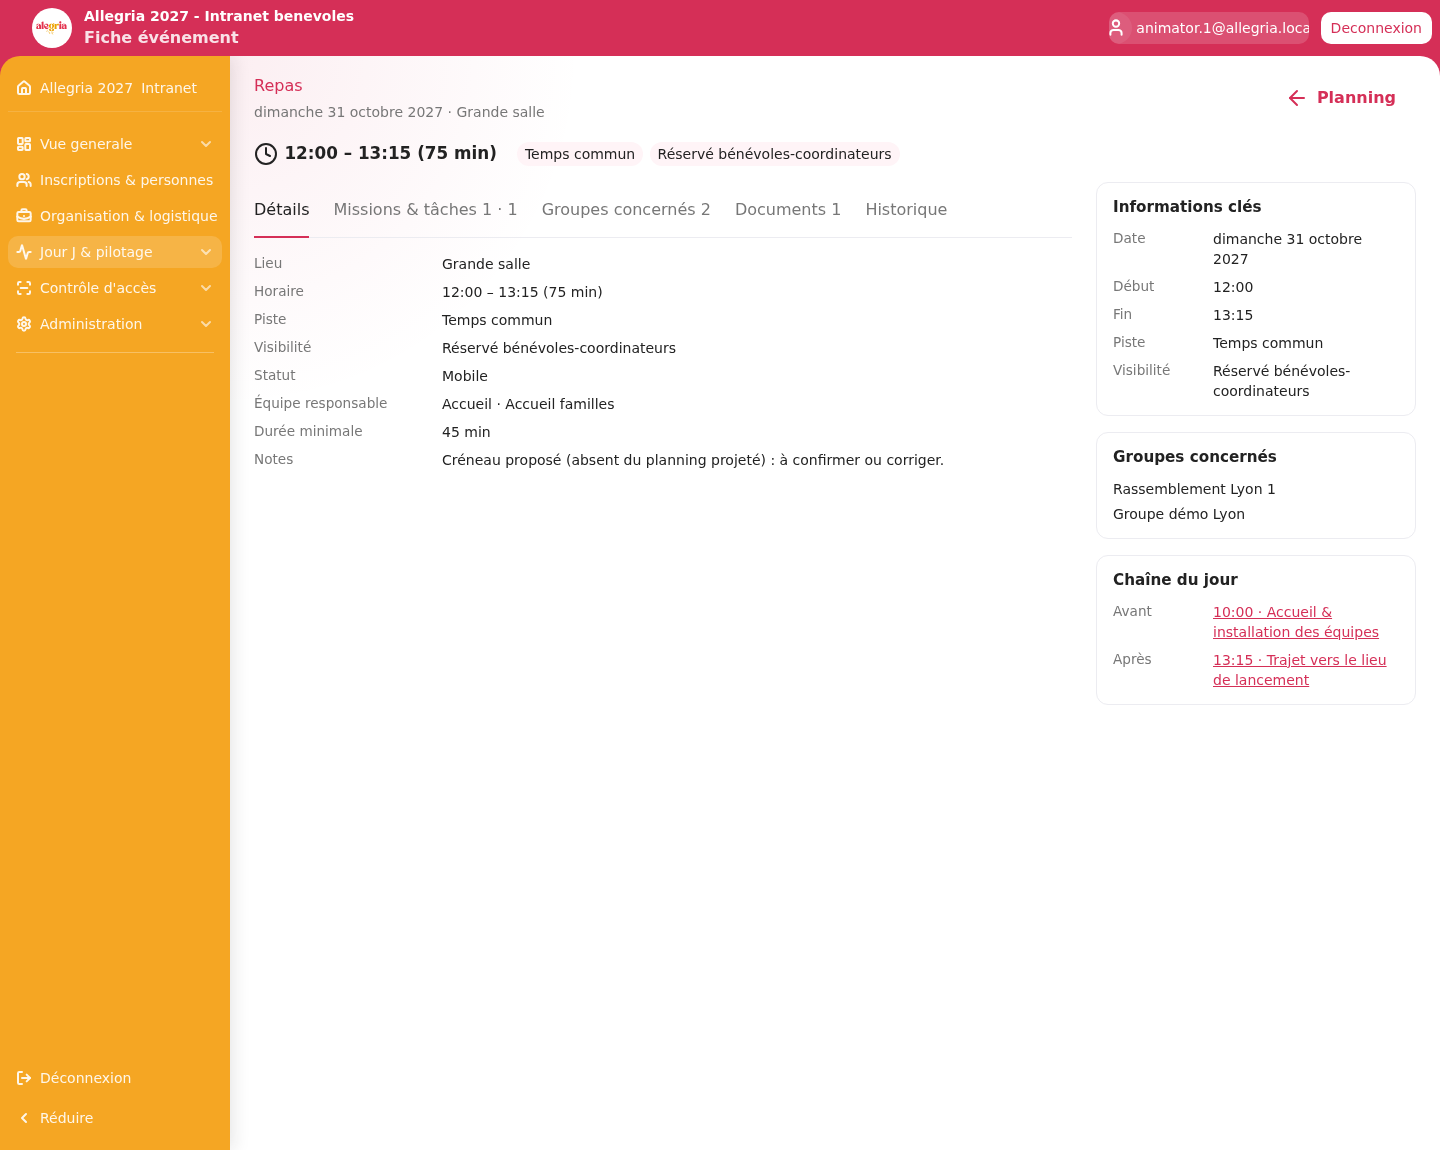 alegria
Allegria 2027 - Intranet benevoles
Fiche événement
animator.1@allegria.loca
Deconnexion
Allegria 2027 Intranet
Vue generale
Inscriptions & personnes
Organisation & logistique
Jour J & pilotage
Contrôle d'accès
Administration
Déconnexion
Réduire
Repas
dimanche 31 octobre 2027 · Grande salle
Planning
12:00 – 13:15 (75 min)
Temps commun
Réservé bénévoles-coordinateurs
Détails
Missions & tâches 1 · 1
Groupes concernés 2
Documents 1
Historique
Lieu Grande salle
Horaire 12:00 – 13:15 (75 min)
Piste Temps commun
Visibilité Réservé bénévoles-coordinateurs
Statut Mobile
Équipe responsable Accueil · Accueil familles
Durée minimale 45 min
Notes Créneau proposé (absent du planning projeté) : à confirmer ou corriger.
Informations clés
Date dimanche 31 octobre
2027
Début 12:00
Fin 13:15
Piste Temps commun
Visibilité Réservé bénévoles-
coordinateurs
Groupes concernés
Rassemblement Lyon 1
Groupe démo Lyon
Chaîne du jour
Avant 10:00 · Accueil &
installation des équipes
Après 13:15 · Trajet vers le lieu
de lancement